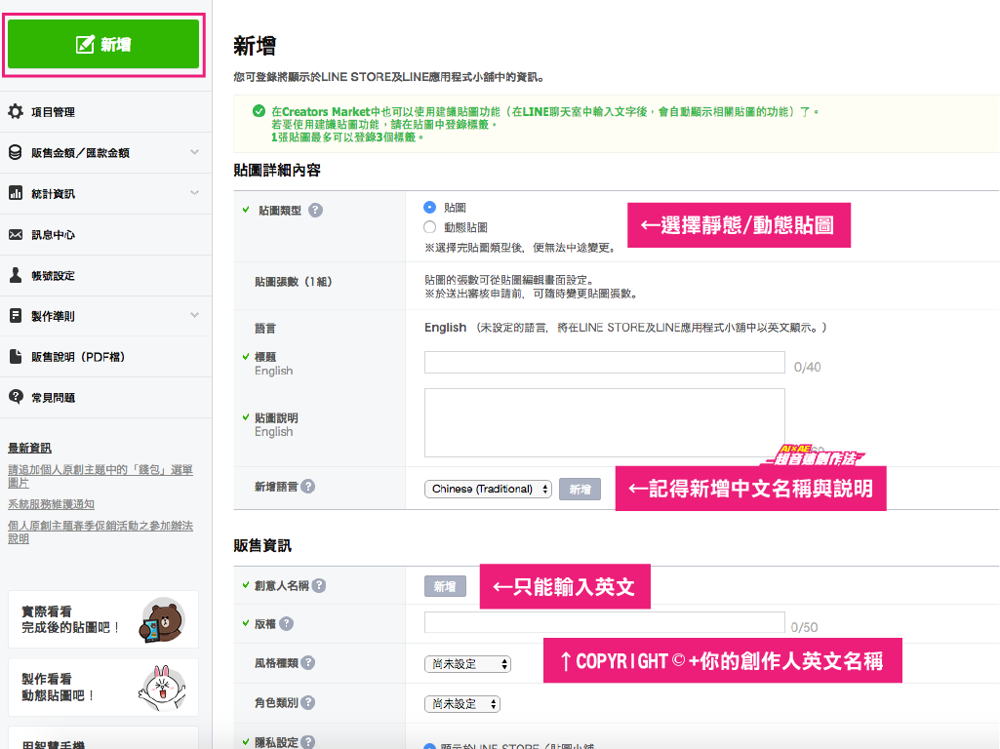 新增
項目管理
販售金額／匯款金額
統計資訊
訊息中心
帳號設定
製作準則
販售說明（PDF檔）
常見問題
最新資訊
請追加個人原創主題中的「錢包」選單
圖片
系統服務維護通知
個人原創主題春季促銷活動之參加辦法
說明
實際看看
完成後的貼圖吧！
製作看看
動態貼圖吧！
用智慧手機
新增
您可登錄將顯示於LINE STORE及LINE應用程式小舖中的資訊。
在Creators Market中也可以使用建議貼圖功能（在LINE聊天室中輸入文字後，會自動顯示相關貼圖的功能）了。
若要使用建議貼圖功能，請在貼圖中登錄標籤。
1張貼圖最多可以登錄3個標籤。
貼圖詳細內容
貼圖類型 ?
貼圖
動態貼圖
※選擇完貼圖類型後，便無法中途變更。
←選擇靜態/動態貼圖
貼圖張數（1組）
貼圖的張數可從貼圖編輯畫面設定。
※於送出審核申請前，可隨時變更貼圖張數。
語言
English （未設定的語言，將在LINE STORE及LINE應用程式小舖中以英文顯示。）
標題
English
0/40
貼圖說明
English
新增語言 ?
Chinese (Traditional)
新增
←記得新增中文名稱與説明
販售資訊
創意人名稱 ?
新增
←只能輸入英文
版權 ?
0/50
↑COPYRIGHT©+你的創作人英文名稱
風格種類 ?
尚未設定
角色類別 ?
尚未設定
隱私設定 ?
顯示於LINE STORE／貼圖小舖